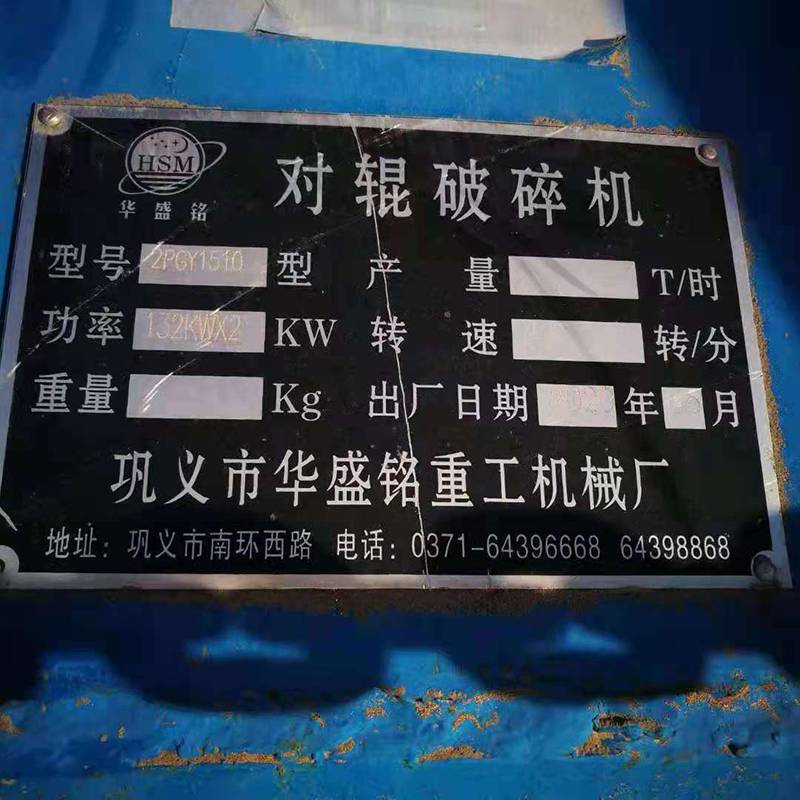 HSM
华盛铭
对辊破碎机
型号 2PGY1510 型 产量 T/时
功率 132KWX2 KW 转速 转/分
重量 Kg 出厂日期 年 月
巩义市华盛铭重工机械厂
地址: 巩义市南环西路 电话: 0371-64396668 64398868